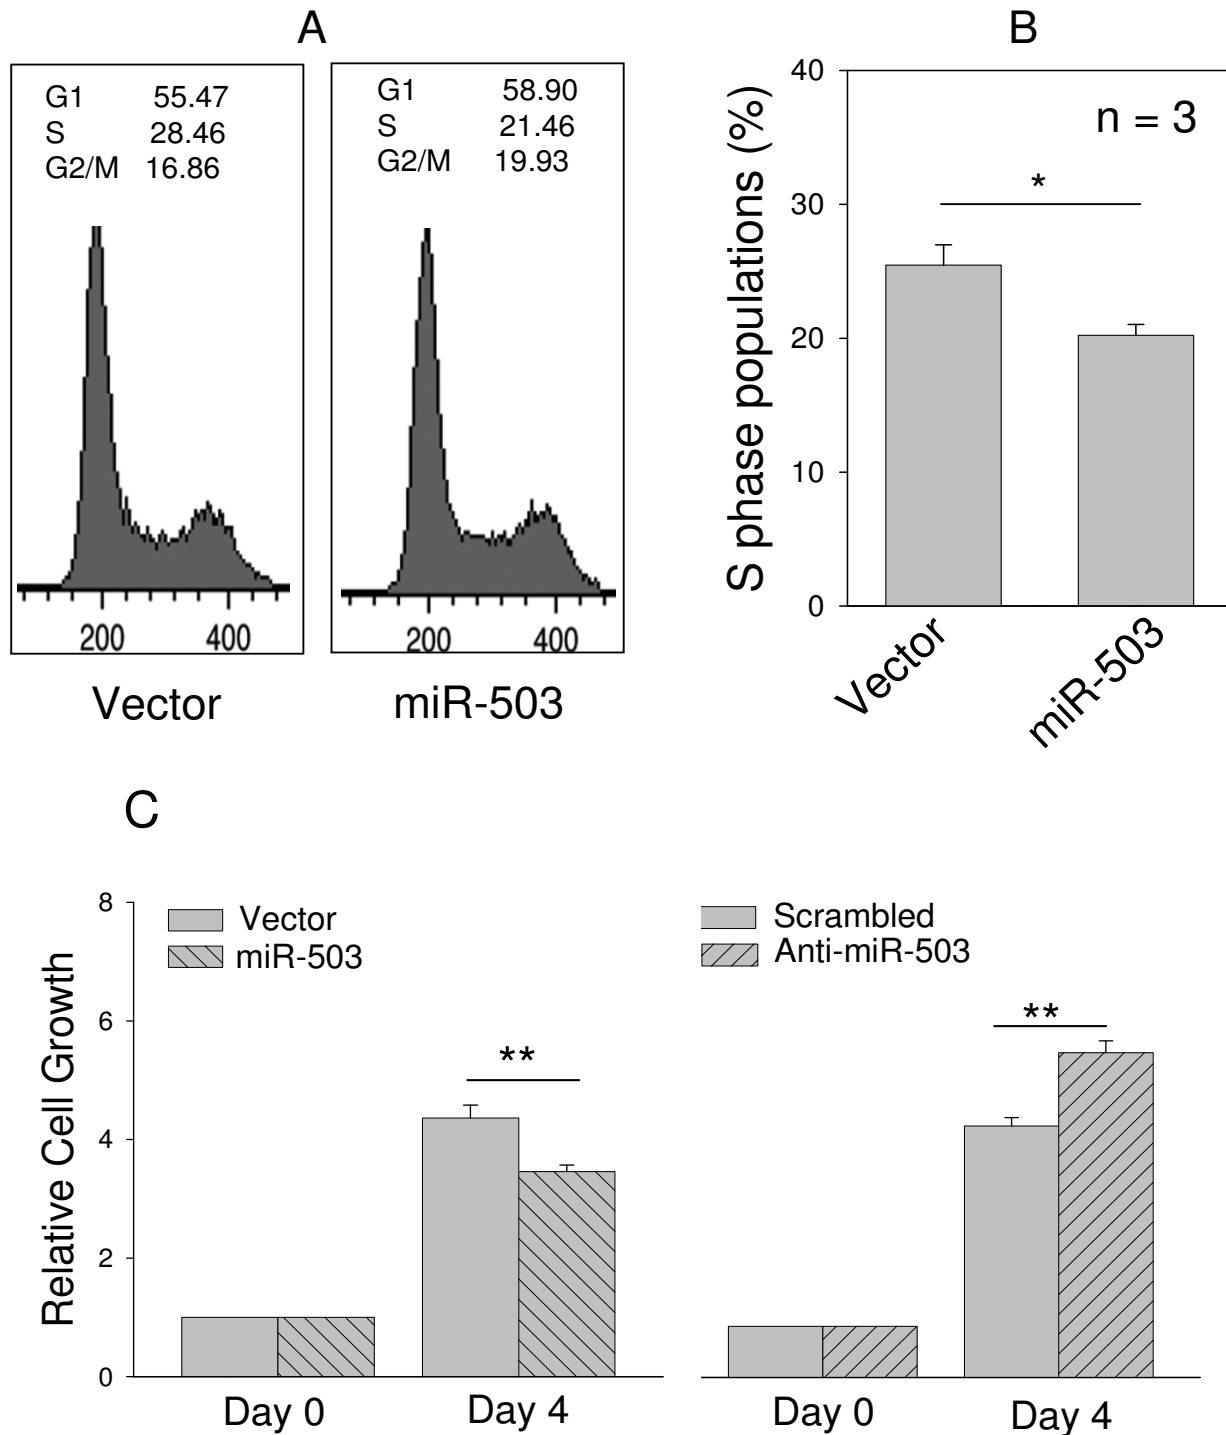 A
G1 55.47
S 28.46
G2/M 16.86
200 400
Vector
G1 58.90
S 21.46
G2/M 19.93
200 400
miR-503
B
S phase populations (%)
40
30
20
10
0
n = 3
*
Vector
miR-503
C
Relative Cell Growth
8
6
4
2
0
Vector
miR-503
**
Day 0
Day 4
Scrambled
Anti-miR-503
**
Day 0
Day 4